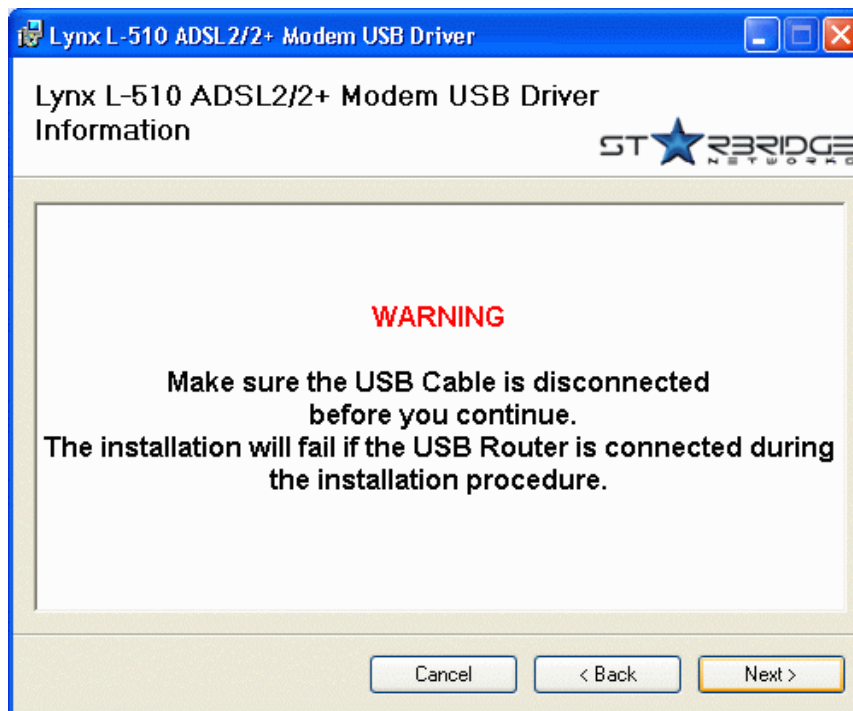 Lynx L-510 ADSL2/2+ Modem USB Driver
Lynx L-510 ADSL2/2+ Modem USB Driver
Information
STARBRIDGE
NETWORKS
WARNING
Make sure the USB Cable is disconnected
before you continue.
The installation will fail if the USB Router is connected during
the installation procedure.
Cancel
< Back
Next >